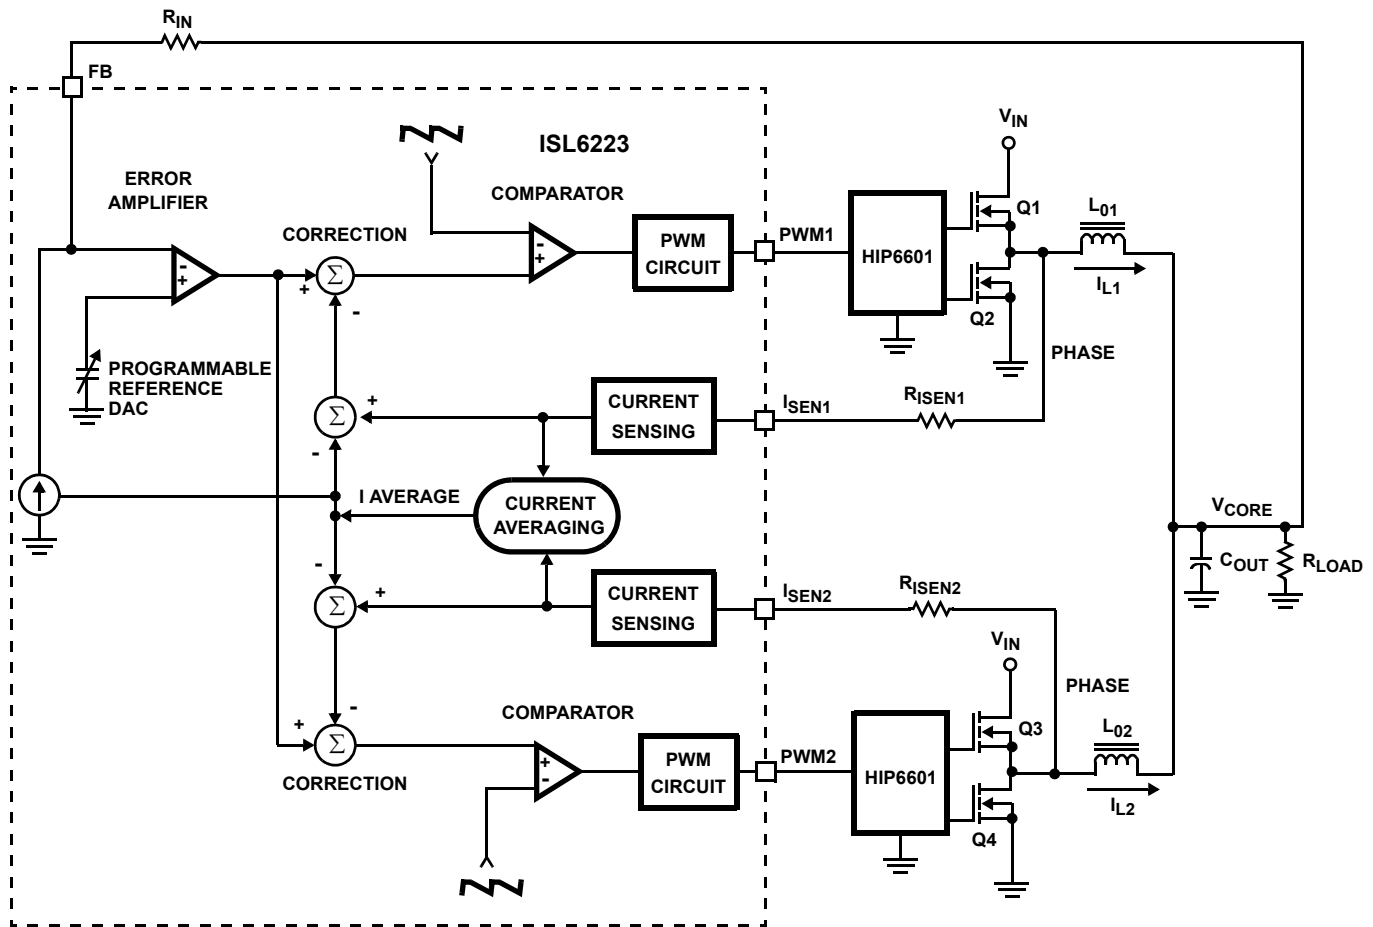 RIN
FB
ISL6223
VIN
ERROR
AMPLIFIER
COMPARATOR
Q1
L01
CORRECTION
PWM
CIRCUIT
PWM1
HIP6601
-
+
-
+
Σ
+
-
IL1
Q2
PHASE
PROGRAMMABLE
REFERENCE
DAC
CURRENT
SENSING
ISEN1
RISEN1
+
Σ
-
I AVERAGE
CURRENT
AVERAGING
VCORE
COUT
RLOAD
-
+
Σ
CURRENT
SENSING
ISEN2
RISEN2
VIN
PHASE
-
+
Σ
COMPARATOR
Q3
L02
CORRECTION
+
-
PWM
CIRCUIT
PWM2
HIP6601
IL2
Q4